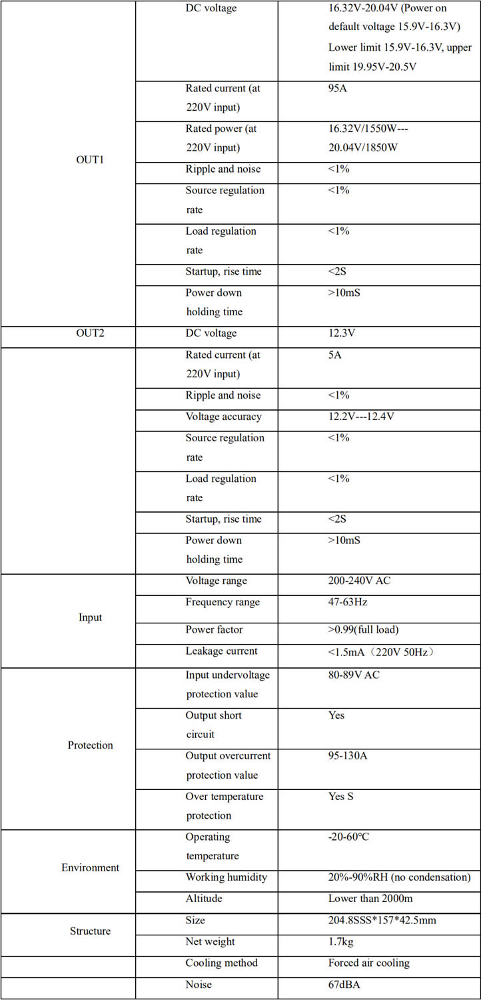 DC voltage
16.32V-20.04V (Power on
default voltage 15.9V-16.3V)
Lower limit 15.9V-16.3V, upper
limit 19.95V-20.5V
Rated current (at
220V input)
95A
Rated power (at
220V input)
16.32V/1550W---
20.04V/1850W
OUT1
Ripple and noise
<1%
Source regulation
rate
<1%
Load regulation
rate
<1%
Startup, rise time
<2S
Power down
holding time
>10mS
OUT2
DC voltage
12.3V
Rated current (at
220V input)
5A
Ripple and noise
<1%
Voltage accuracy
12.2V---12.4V
Source regulation
rate
<1%
Load regulation
rate
<1%
Startup, rise time
<2S
Power down
holding time
>10mS
Input
Voltage range
200-240V AC
Frequency range
47-63Hz
Power factor
>0.99(full load)
Leakage current
<1.5mA（220V 50Hz）
Protection
Input undervoltage
protection value
80-89V AC
Output short
circuit
Yes
Output overcurrent
protection value
95-130A
Over temperature
protection
Yes S
Environment
Operating
temperature
-20-60℃
Working humidity
20%-90%RH (no condensation)
Altitude
Lower than 2000m
Structure
Size
204.8SSS*157*42.5mm
Net weight
1.7kg
Cooling method
Forced air cooling
Noise
67dBA